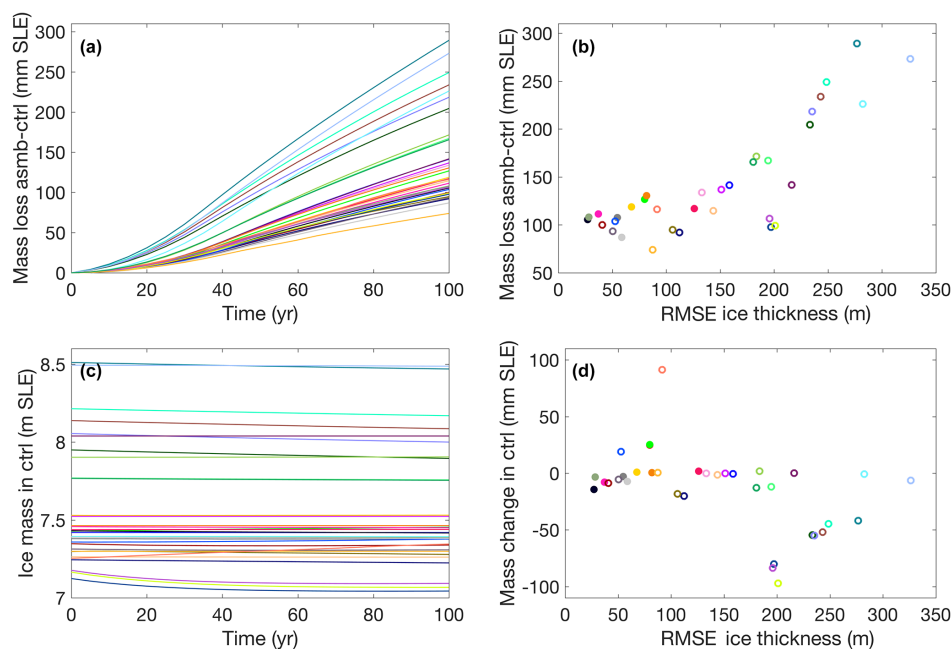 (a)
Mass loss asmb-ctrl (mm SLE)
300
250
200
150
100
50
0
0 20 40 60 80 100
Time (yr)
(b)
Mass loss asmb-ctrl (mm SLE)
300
250
200
150
100
50
0 50 100 150 200 250 300 350
RMSE ice thickness (m)
(c)
Ice mass in ctrl (m SLE)
8.5
8
7.5
7
0 20 40 60 80 100
Time (yr)
(d)
Mass change in ctrl (mm SLE)
100
50
0
-50
-100
0 50 100 150 200 250 300 350
RMSE ice thickness (m)